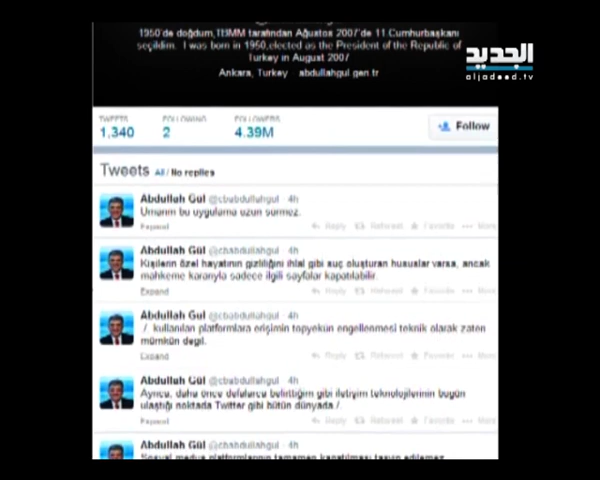 1950'de doğdum,TBMM tarafından Ağustos 2007'de 11.Cumhurbaşkanı
seçildim. I was born in 1950,elected as the President of the Republic of
Turkey in August 2007
Ankara, Turkey abdullahgul.gen.tr
الجديد
aljadeed.tv
TWEETS FOLLOWING FOLLOWERS
1,340 2 4.39M
Follow
Tweets All / No replies
Abdullah Gül @cbabdullahgul · 4h
Umarım bu uygulama uzun sürmez.
Expand Reply Retweet Favorite More
Abdullah Gül @cbabdullahgul · 4h
Kişilerin özel hayatının gizliliğini ihlal gibi suç oluşturan hususlar varsa, ancak
mahkeme kararıyla sadece ilgili sayfalar kapatılabilir.
Expand Reply Retweet Favorite More
Abdullah Gül @cbabdullahgul · 4h
/ kullanılan platformlara erişimin topyekün engellenmesi teknik olarak zaten
mümkün değil.
Expand Reply Retweet Favorite More
Abdullah Gül @cbabdullahgul · 4h
Ayrıca, daha önce defalarca belirttiğim gibi iletişim teknolojilerinin bugün
ulaştığı noktada Twitter gibi bütün dünyada /.
Expand Reply Retweet Favorite More
Abdullah Gül @cbabdullahgul · 4h
Sosyal medya platformlarının tamamen kapatılması tasvip edilemez